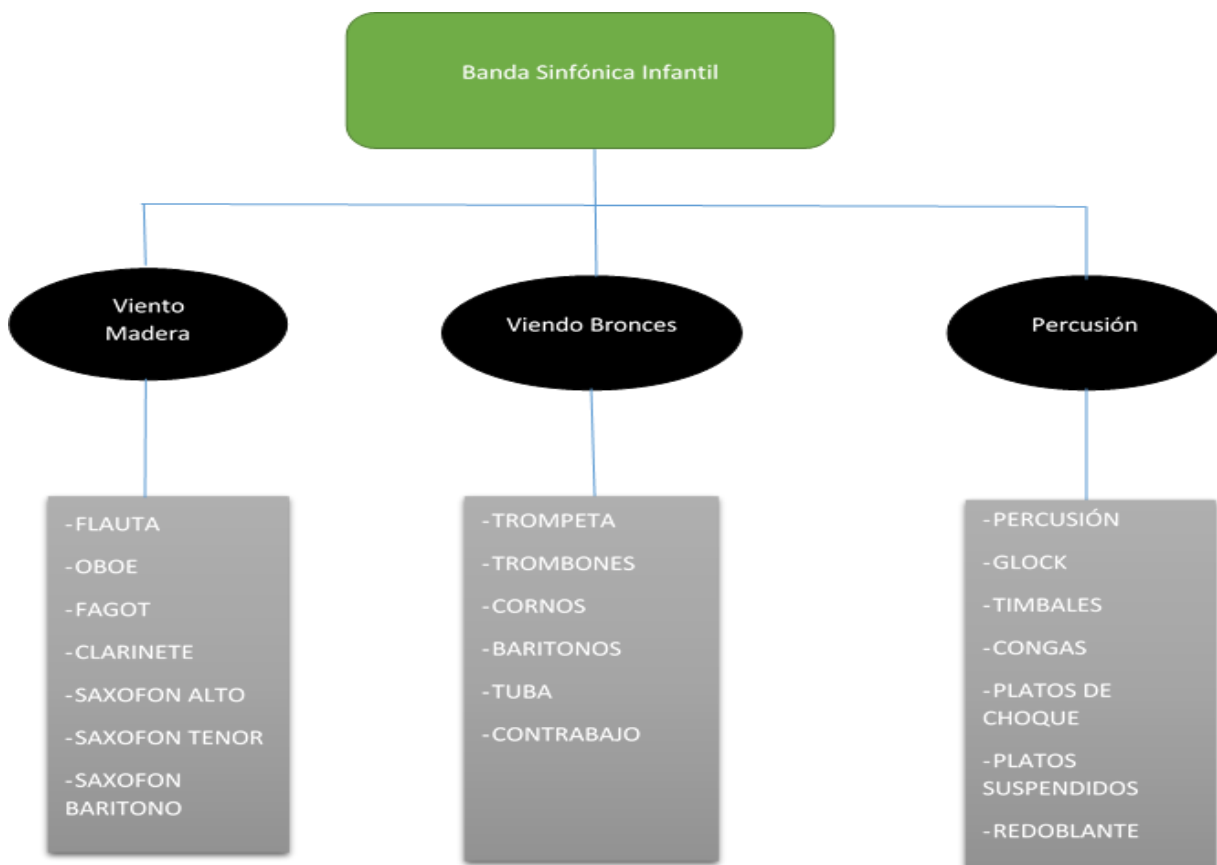 Banda Sinfónica Infantil
Viento
Madera
Viendo Bronces
Percusión
-FLAUTA
-OBOE
-FAGOT
-CLARINETE
-SAXOFON ALTO
-SAXOFON TENOR
-SAXOFON
BARITONO
-TROMPETA
-TROMBONES
-CORNOS
-BARITONOS
-TUBA
-CONTRABAJO
-PERCUSIÓN
-GLOCK
-TIMBALES
-CONGAS
-PLATOS DE
CHOQUE
-PLATOS
SUSPENDIDOS
-REDOBLANTE